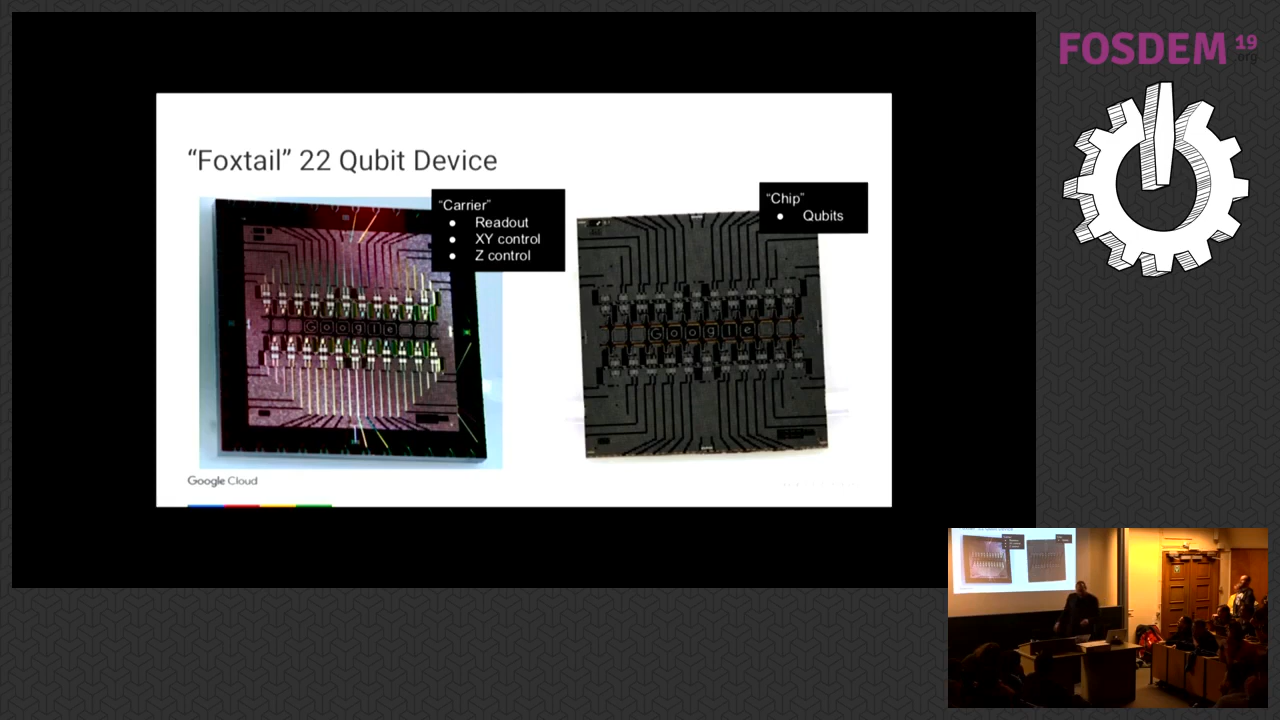 FOSDEM 19
.org
“Foxtail” 22 Qubit Device
“Carrier”
● Readout
● XY control
● Z control
“Chip”
● Qubits
Google
Google
Google Cloud